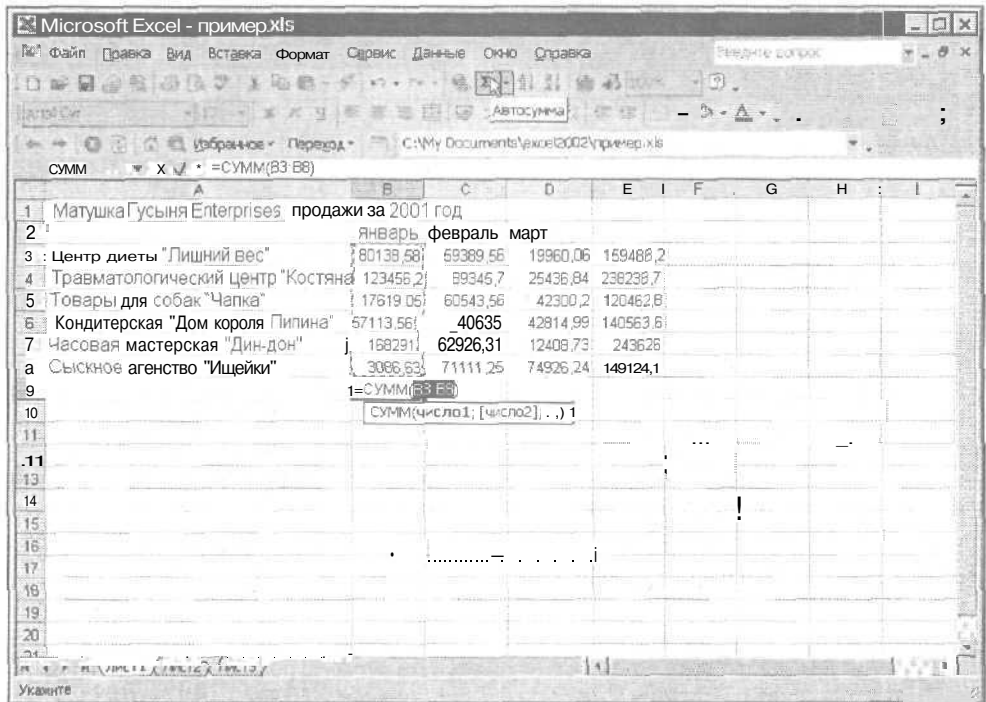 Microsoft Excel - пример.xls
Файл Правка Вид Вставка Формат Сервис Данные Окно Справка Введите вопрос
Автосумма
Избранное Переход C:\My Documents\excel2002\пример.xls
СУММ X =СУММ(B3:B8)
A B C D E F G H I
1 Матушка Гусыня Enterprises, продажи за 2001 год
2 январь февраль март
3 Центр диеты "Лишний вес" 80138,58 59389,56 19960,06 159488,2
4 Травматологический центр "Костяна 123456,2 89345,7 25436,84 238238,7
5 Товары для собак "Чапка" 17619,05 60543,56 42300,2 120462,8
6 Кондитерская "Дом короля Пипина" 57113,56 40635 42814,99 140563,6
7 Часовая мастерская "Дин-дон" 168291 62926,31 12408,73 243626
8 Сыскное агенство "Ищейки" 3086,63 71111,25 74926,24 149124,1
9 =СУММ(B3:B8)
10 СУММ(число1; [число2]; ...)
11
.11
13
14
15
16
17
18
19
20
21
Лист1 Лист2 Лист3
Укажите